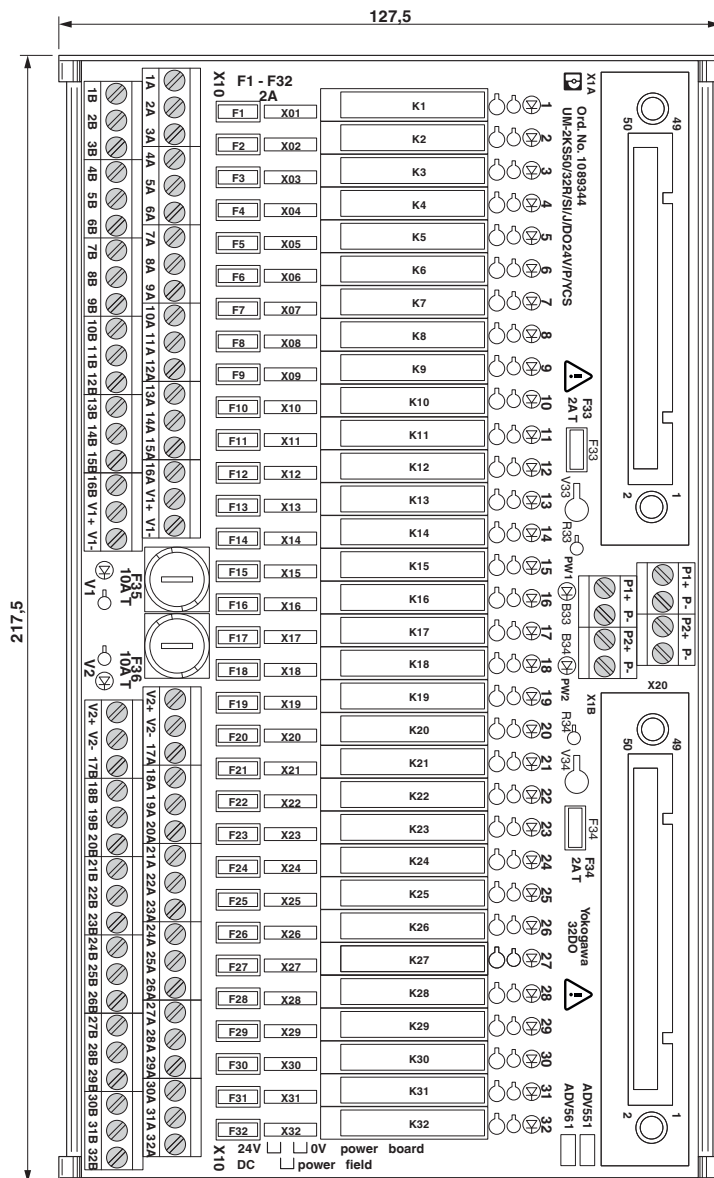 127,5
217,5
X10 F1 - F32
2A
X1A
Ord. No. 1089344
UM-2KS50/32R/SI/J/DO24V/P/YCS
1B 1A F1 X01 K1 1
2B 2A F2 X02 K2 2
3B 3A F3 X03 K3 3
4B 4A F4 X04 K4 4
5B 5A F5 X05 K5 5
6B 6A F6 X06 K6 6
7B 7A F7 X07 K7 7
8B 8A F8 X08 K8 8
9B 9A F9 X09 K9 9
10B 10A F10 X10 K10 10
11B 11A F11 X11 K11 11
12B 12A F12 X12 K12 12
13B 13A F13 X13 K13 13
14B 14A F14 X14 K14 14
15B 15A F15 X15 K15 15
16B 16A F16 X16 K16 16
V1+ V1+ F17 X17 K17 17
V1- V1- F18 X18 K18 18
V2+ V2+ F19 X19 K19 19
V2- V2- F20 X20 K20 20
17B 17A F21 X21 K21 21
18B 18A F22 X22 K22 22
19B 19A F23 X23 K23 23
20B 20A F24 X24 K24 24
21B 21A F25 X25 K25 25
22B 22A F26 X26 K26 26
23B 23A F27 X27 K27 27
24B 24A F28 X28 K28 28
25B 25A F29 X29 K29 29
26B 26A F30 X30 K30 30
27B 27A F31 X31 K31 31
28B 28A F32 X32 K32 32
29B 29A
30B 30A
31B 31A
32B 32A
F35
10A T
V1
F36
10A T
V2
50 49
2 1
F33
2A T
F33
V33
R33
PW1
B33
B34
PW2
P1+ P1+
P- P-
P2+ P2+
P- P-
X20
X1B
R34
V34
F34
F34
2A T
50 49
2 1
Yokogawa
32DO
ADV561 ADV551
X10 24V 0V power board
DC power field